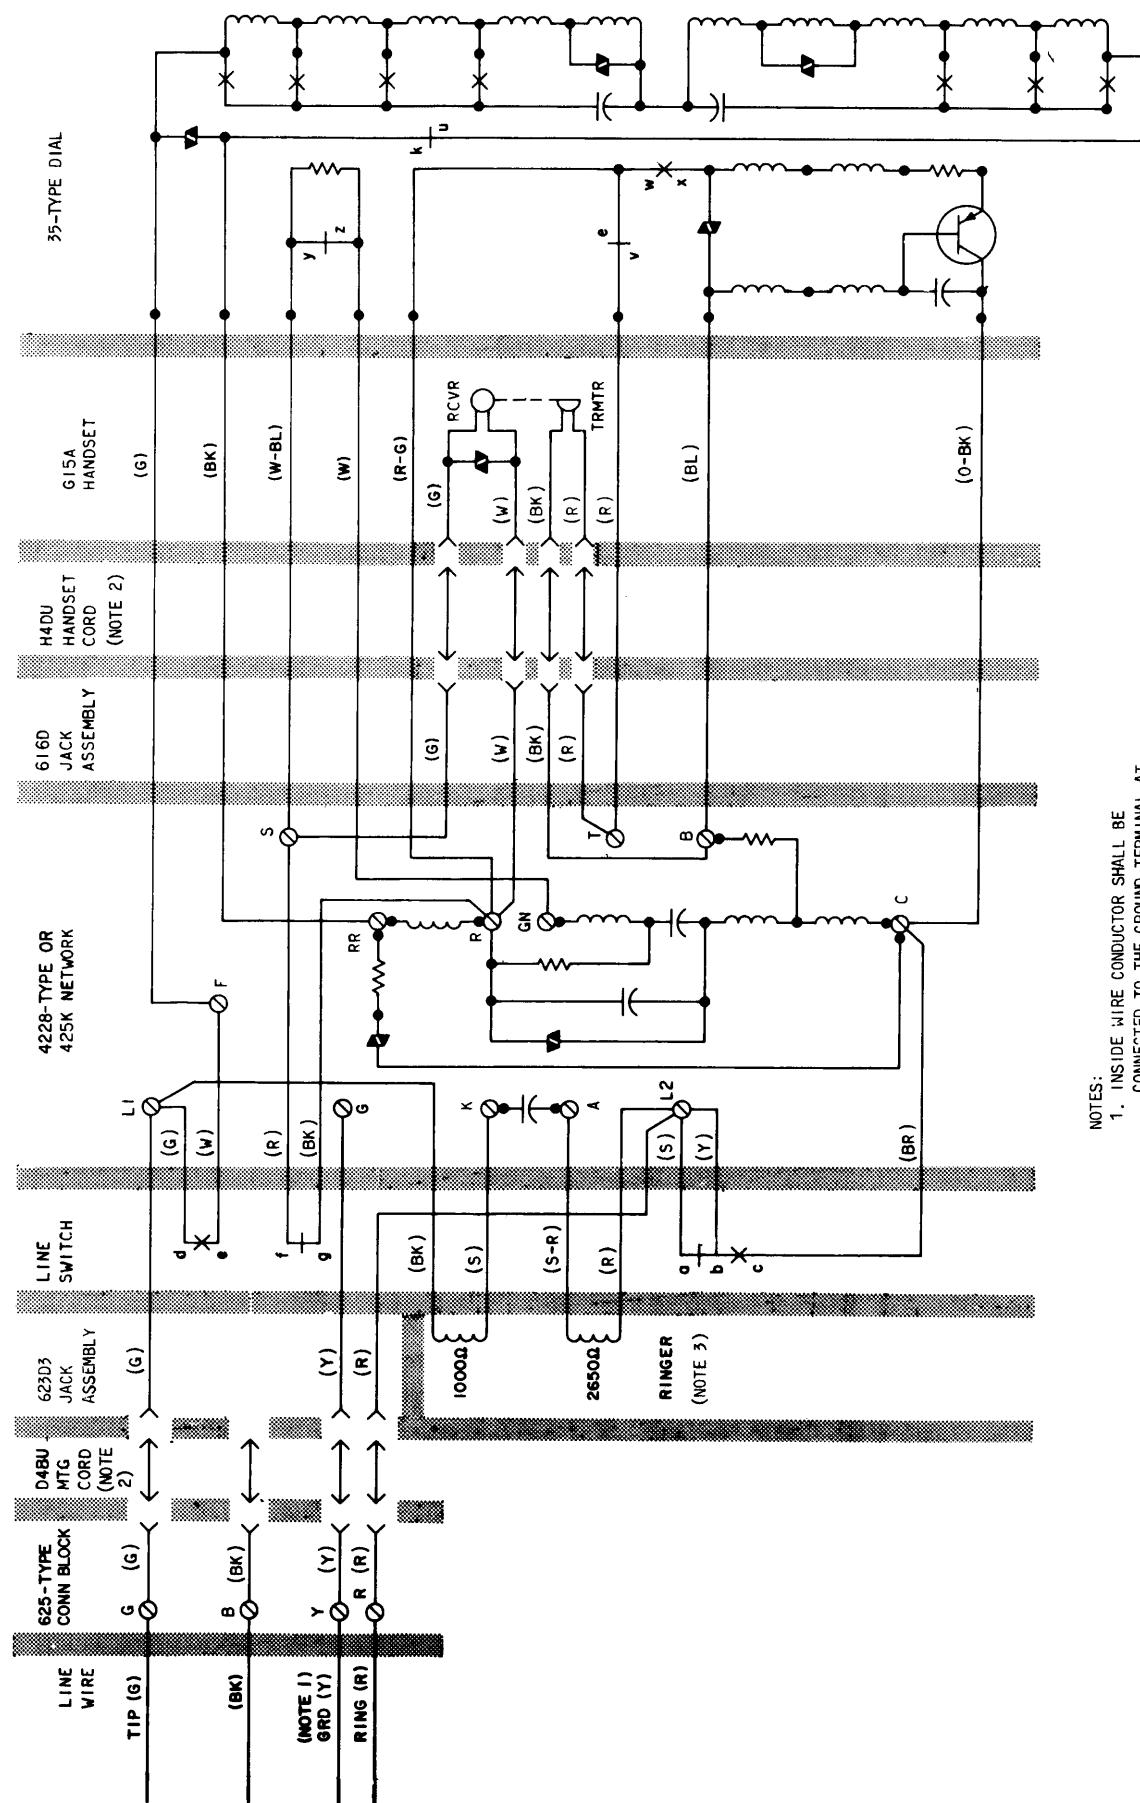 LINE
WIRE
625-TYPE
CONN BLOCK
D4BU
MTG
CORD
(NOTE
2)
623D3
JACK
ASSEMBLY
LINE
SWITCH
4228-TYPE OR
425K NETWORK
616D
JACK
ASSEMBLY
H4DU
HANDSET
CORD
(NOTE 2)
G15A
HANDSET
35-TYPE DIAL
TIP (G)
G
(G)
(G)
L1
(G)
(W)
d
e
F
(G)
(BK)
B
(BK)
(BK)
(R)
(BK)
f
g
S
(W-BL)
(W)
y
z
k
u
(NOTE 1)
GRD (Y)
Y
(Y)
(Y)
G
RING (R)
R
(R)
(R)
RR
R
GN
(R-G)
(G)
(W)
(BK)
(R)
(G)
(W)
(BK)
(R)
(R)
RCVR
TRMTR
(BK)
(S)
K
1000Ω
(S-R)
(R)
A
2650Ω
RINGER
(NOTE 3)
L2
(S)
(Y)
a
b
c
(BR)
T
B
C
(BL)
(O-BK)
e
v
w
x
NOTES:
1. INSIDE WIRE CONDUCTOR SHALL BE
CONNECTED TO THE GROUND TERMINAL AT